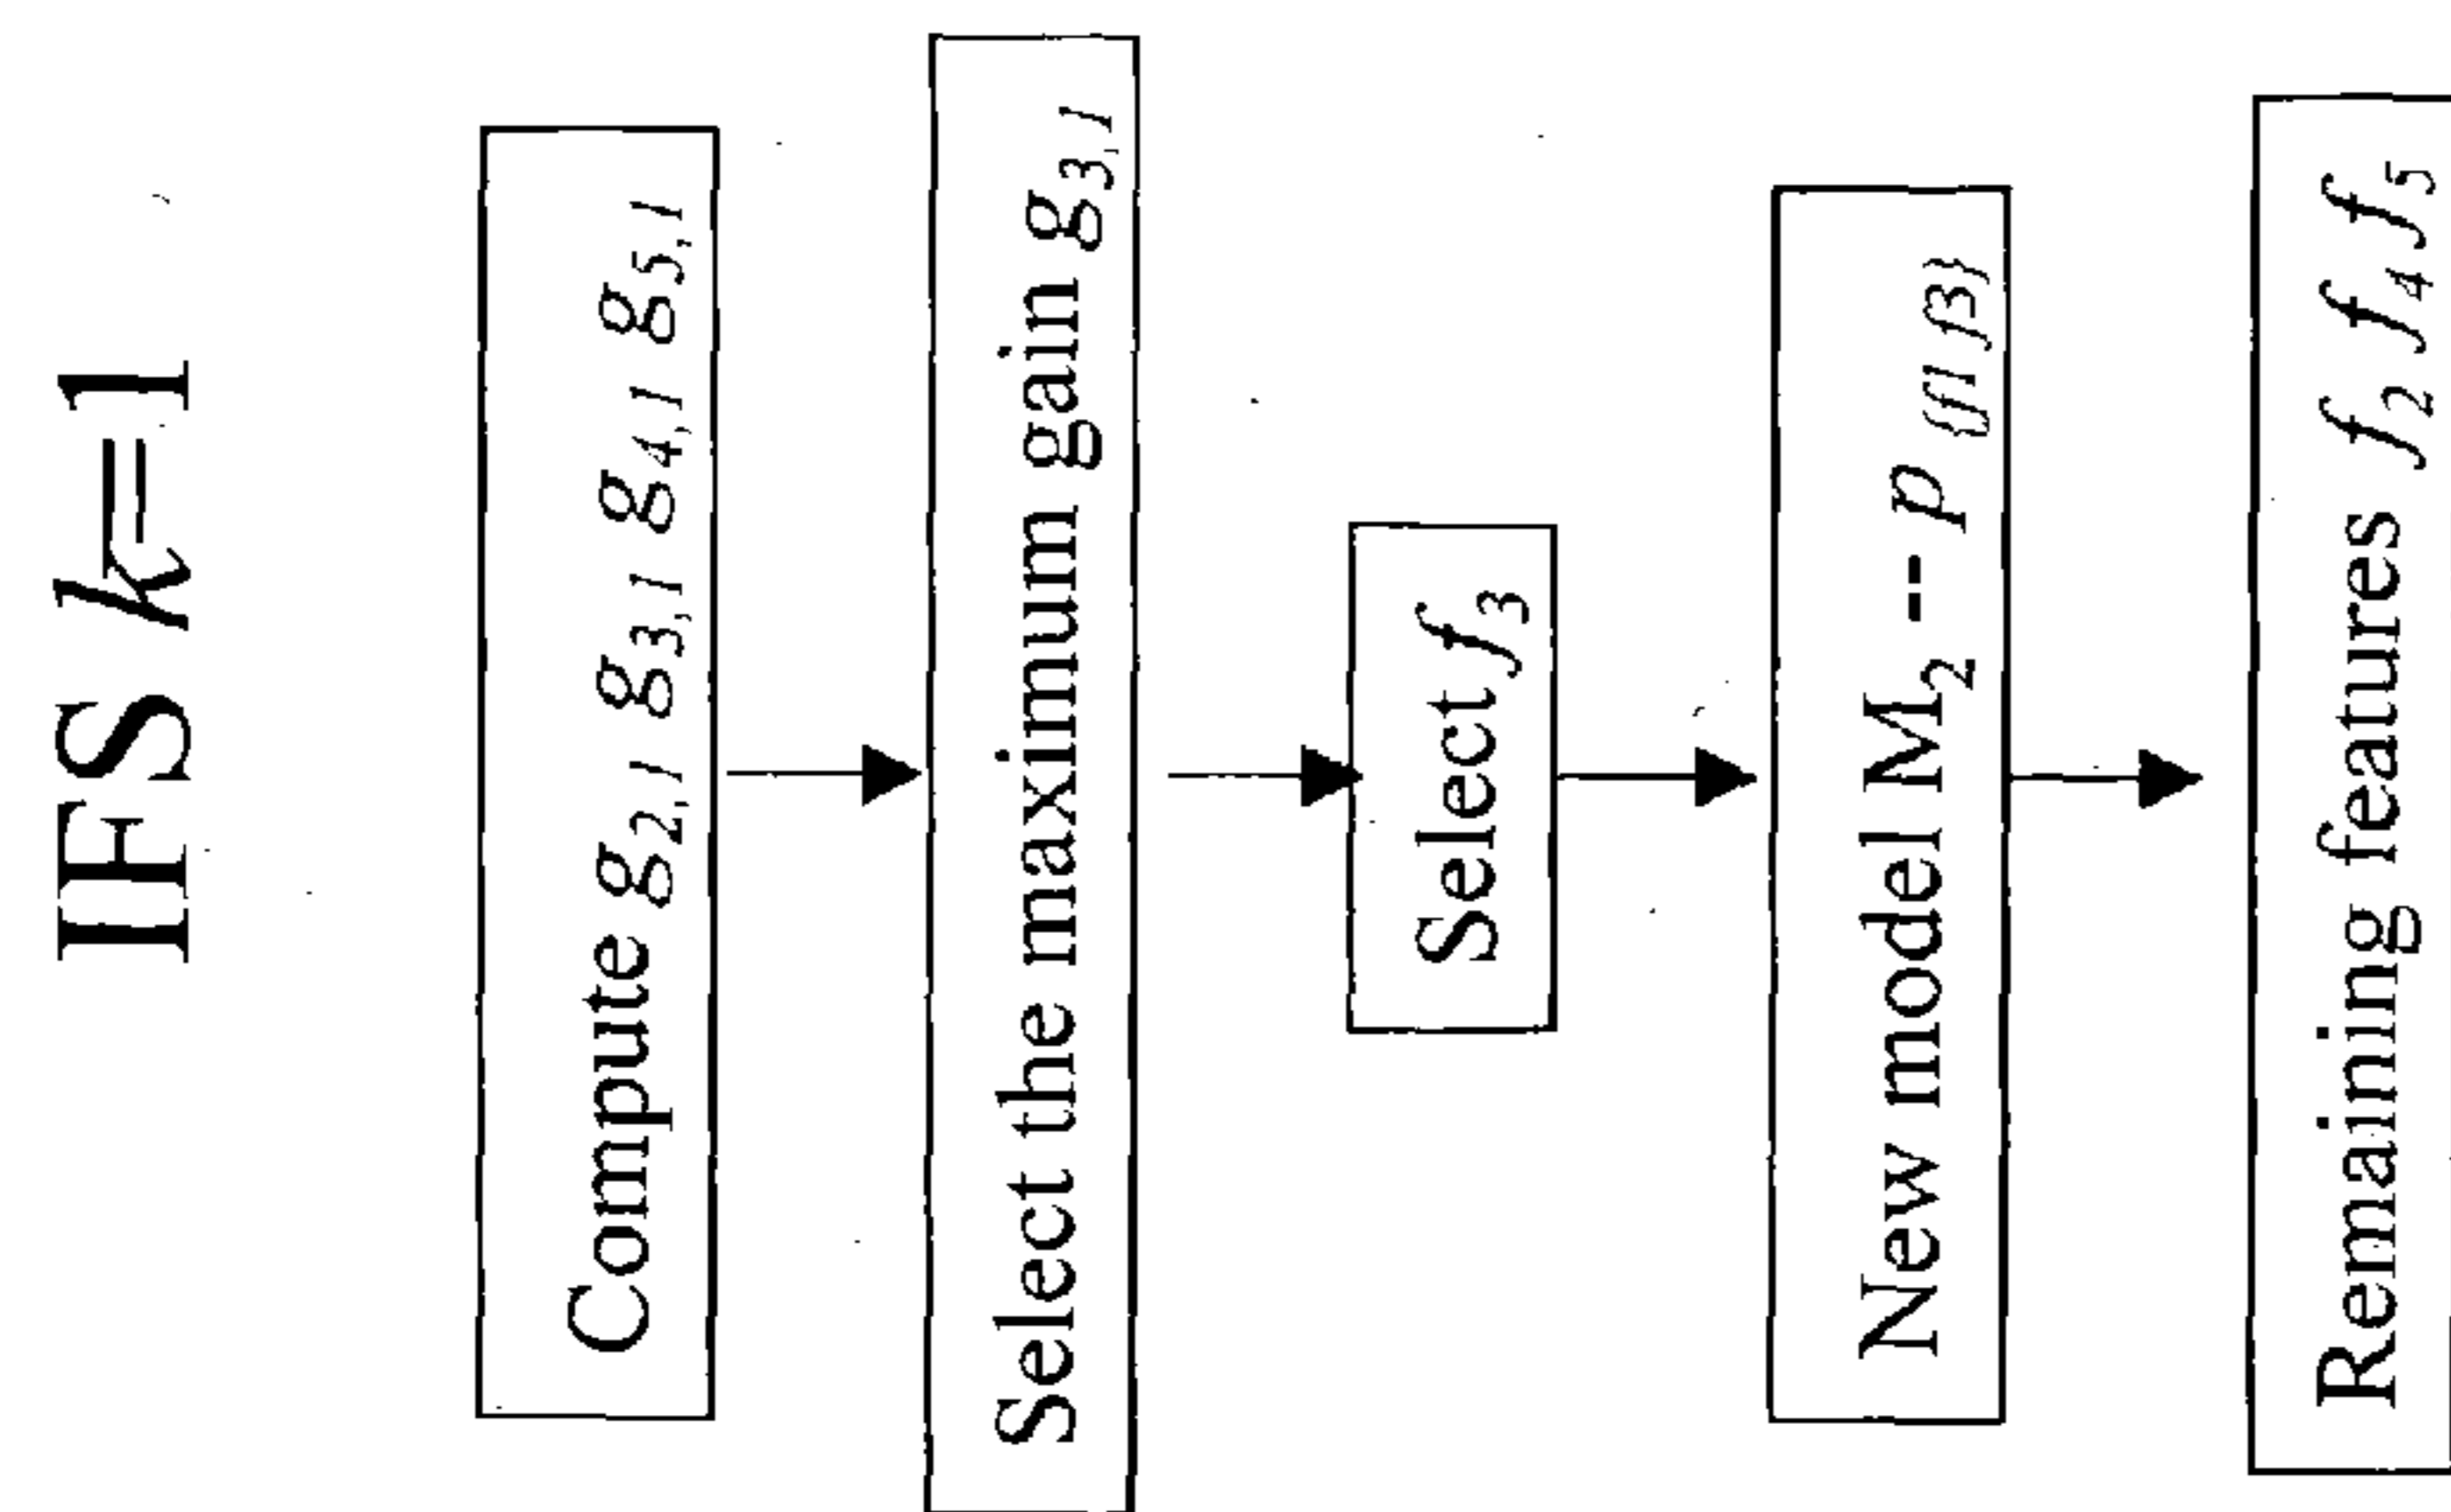 IFS k=1
Compute g2,1 g3,1 g4,1 g5,1
Select the maximum gain g3,1
Select f3
New model M2 -- p {f1 f3}
Remaining features f2 f4 f5